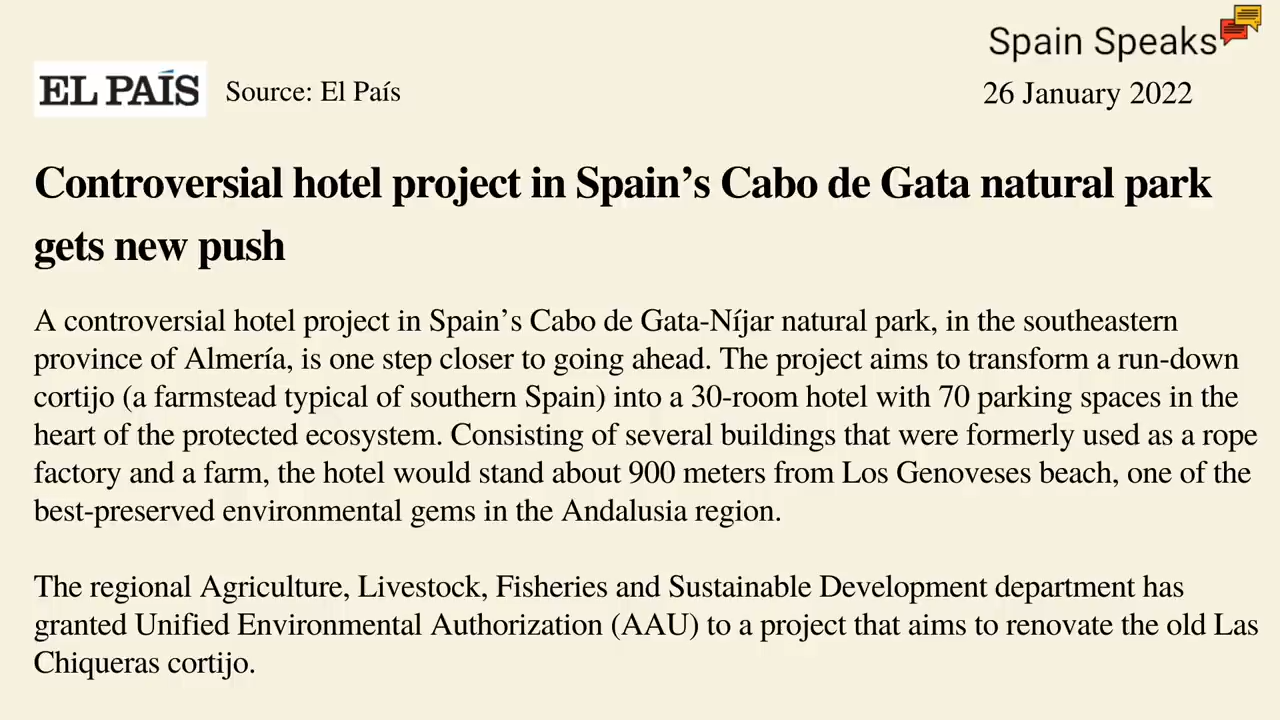 Spain Speaks
EL PAÍS
Source: El País
26 January 2022
Controversial hotel project in Spain’s Cabo de Gata natural park
gets new push
A controversial hotel project in Spain’s Cabo de Gata-Níjar natural park, in the southeastern
province of Almería, is one step closer to going ahead. The project aims to transform a run-down
cortijo (a farmstead typical of southern Spain) into a 30-room hotel with 70 parking spaces in the
heart of the protected ecosystem. Consisting of several buildings that were formerly used as a rope
factory and a farm, the hotel would stand about 900 meters from Los Genoveses beach, one of the
best-preserved environmental gems in the Andalusia region.
The regional Agriculture, Livestock, Fisheries and Sustainable Development department has
granted Unified Environmental Authorization (AAU) to a project that aims to renovate the old Las
Chiqueras cortijo.